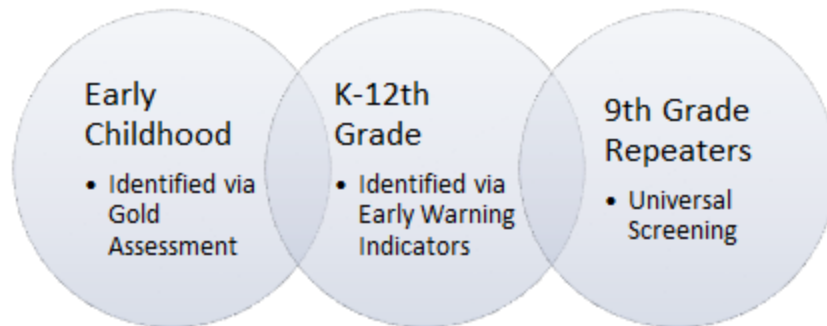 Early
Childhood
• Identified via
Gold
Assessment
K-12th
Grade
• Identified via
Early Warning
Indicators
9th Grade
Repeaters
• Universal
Screening